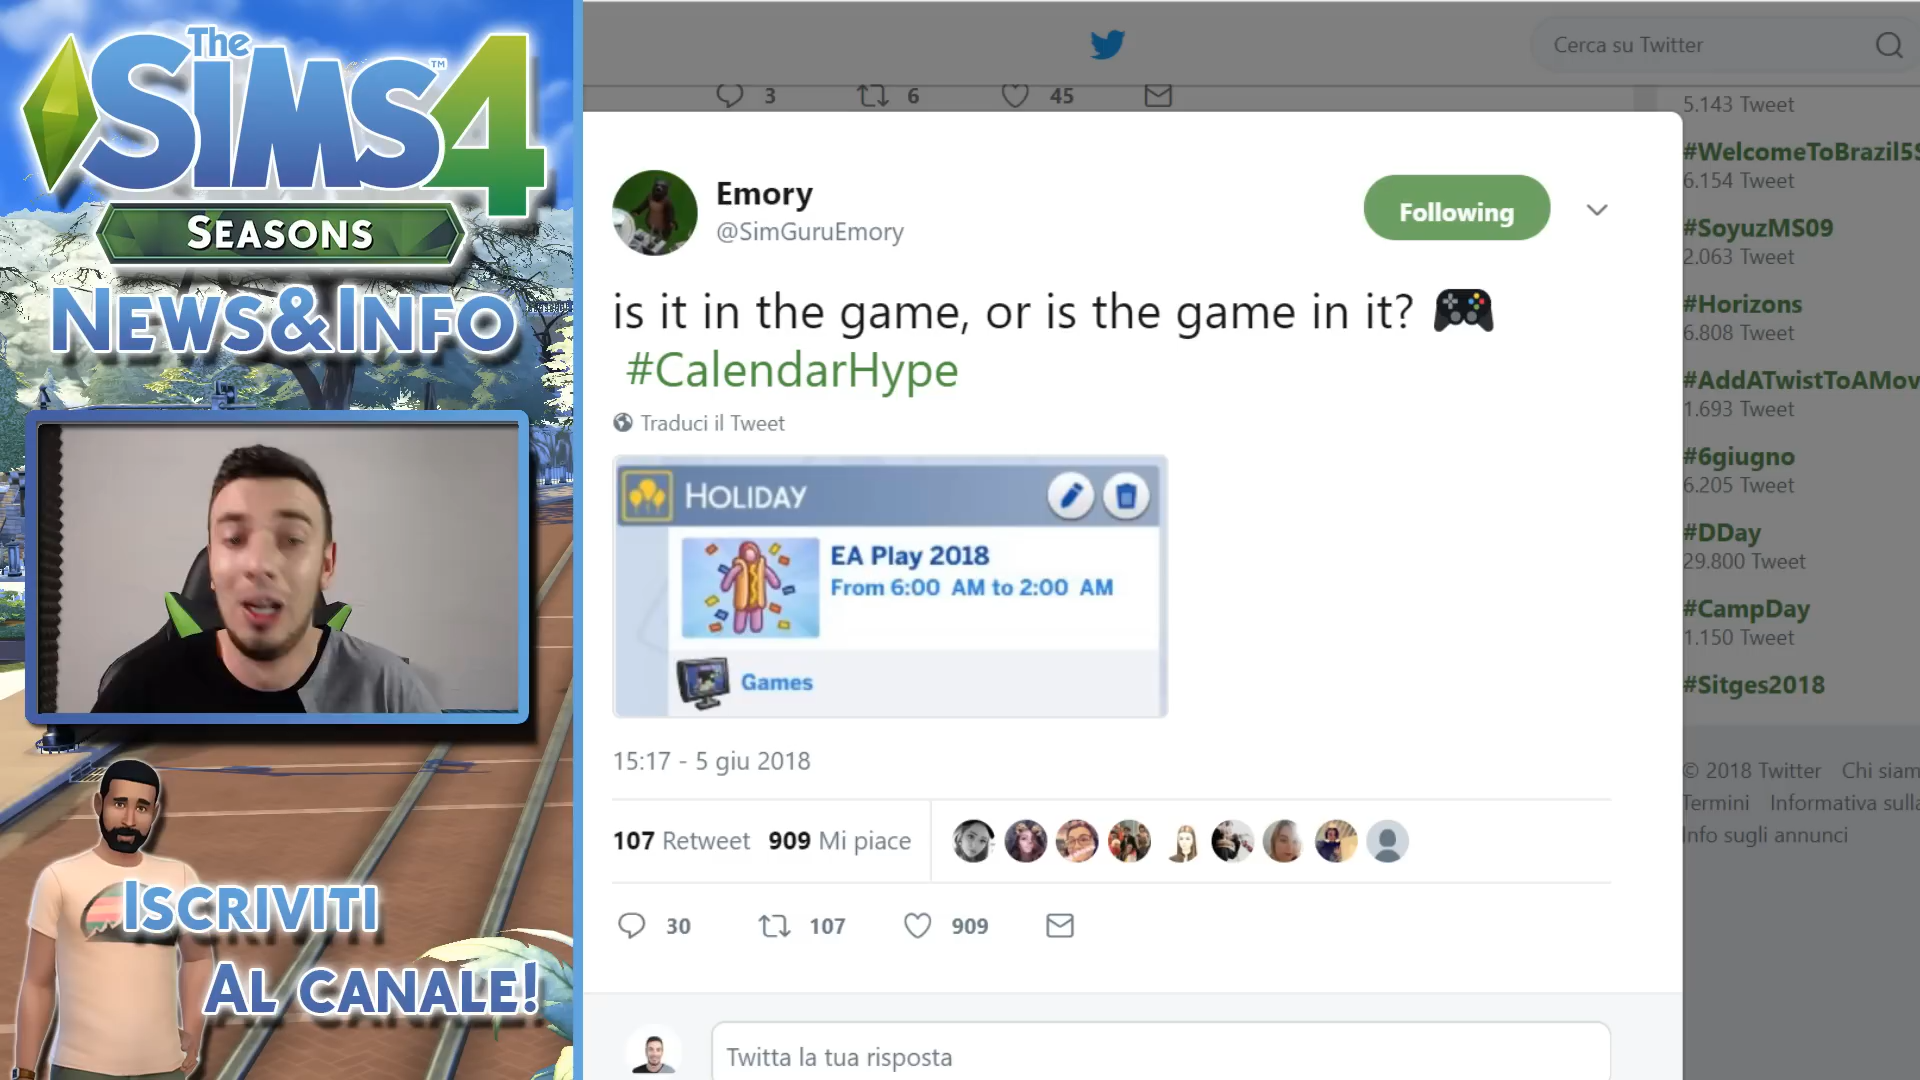 The
SIMS 4
™
SEASONS
NEWS&INFO
ISCRIVITI
AL CANALE!
Cerca su Twitter
3 6 45
Emory
@SimGuruEmory
Following
is it in the game, or is the game in it? 🎮
#CalendarHype
Traduci il Tweet
HOLIDAY
EA Play 2018
From 6:00 AM to 2:00 AM
Games
15:17 - 5 giu 2018
107 Retweet 909 Mi piace
30 107 909
Twitta la tua risposta
5.143 Tweet
#WelcomeToBrazil5S
6.154 Tweet
#SoyuzMS09
2.063 Tweet
#Horizons
6.808 Tweet
#AddATwistToAMov
1.693 Tweet
#6giugno
6.205 Tweet
#DDay
29.800 Tweet
#CampDay
1.150 Tweet
#Sitges2018
© 2018 Twitter Chi siam
Termini Informativa sulla
Info sugli annunci